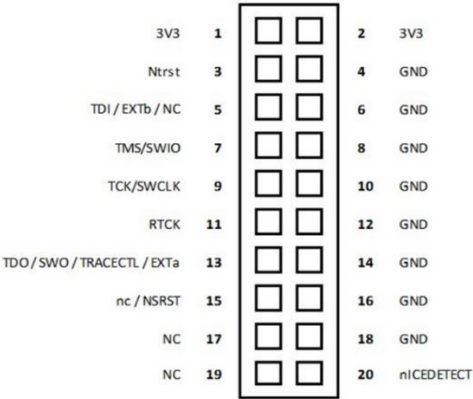 3V3 1 2 3V3
Ntrst 3 4 GND
TDI / EXTb / NC 5 6 GND
TMS/SWIO 7 8 GND
TCK/SWCLK 9 10 GND
RTCK 11 12 GND
TDO / SWO / TRACECTL / EXTa 13 14 GND
nc / NSRST 15 16 GND
NC 17 18 GND
NC 19 20 nICEDETECT